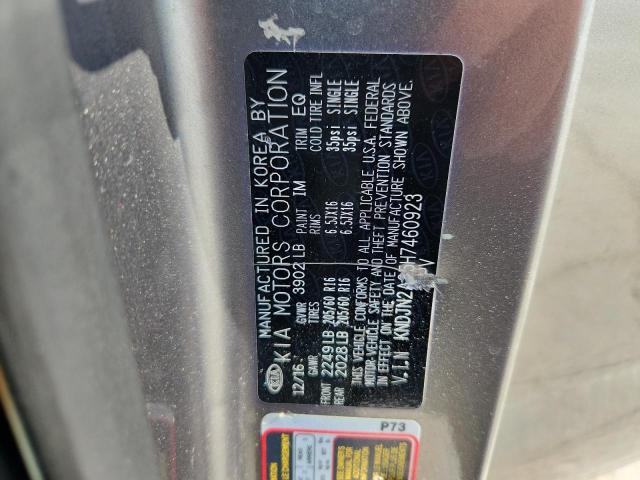 MANUFACTURED IN KOREA BY
KIA KIA MOTORS CORPORATION
12/16 GVWR 3902 LB PAINT IM TRIM EQ
GAWR TIRES RIMS COLD TIRE INFL
FRONT 2249 LB 205/60 R16 6.5JX16 35psi SINGLE
REAR 2028 LB 205/60 R16 6.5JX16 35psi SINGLE
THIS VEHICLE CONFORMS TO ALL APPLICABLE U.S.A. FEDERAL
MOTOR-VEHICLE SAFETY AND THEFT PREVENTION STANDARDS
IN EFFECT ON THE DATE OF MANUFACTURE SHOWN ABOVE.
V.I.N KNDJN2A H7460923
P73